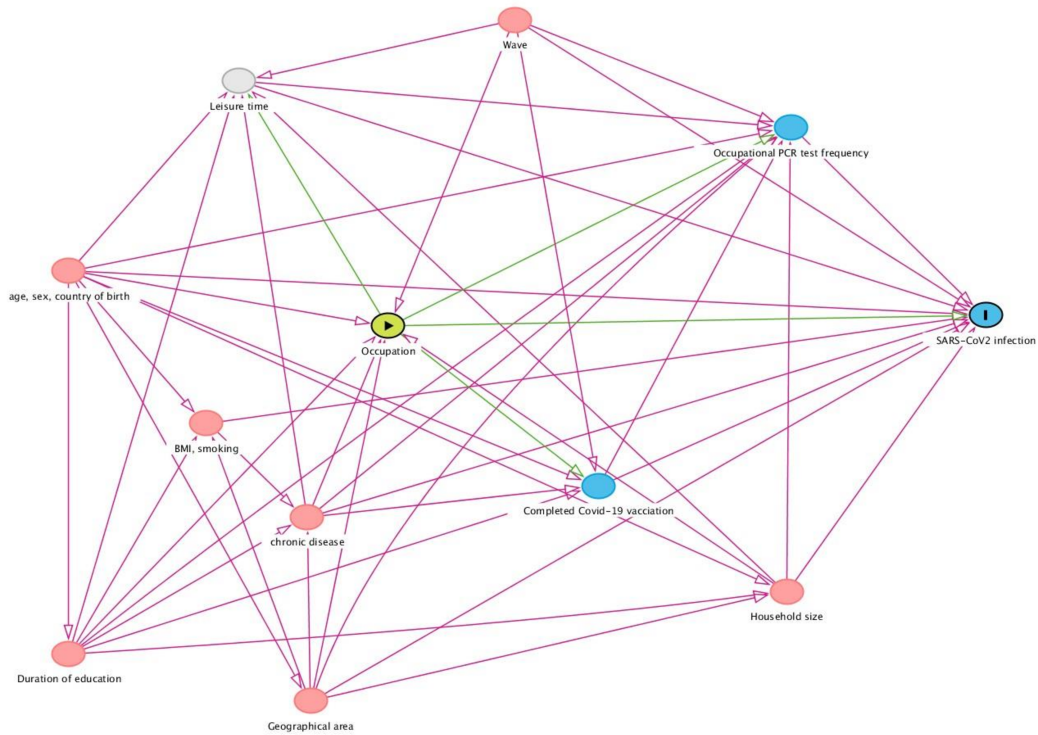 Wave
Leisure time
Occupational PCR test frequency
age, sex, country of birth
SARS-CoV2 infection
Occupation
BMI, smoking
Completed Covid-19 vacciation
chronic disease
Household size
Duration of education
Geographical area